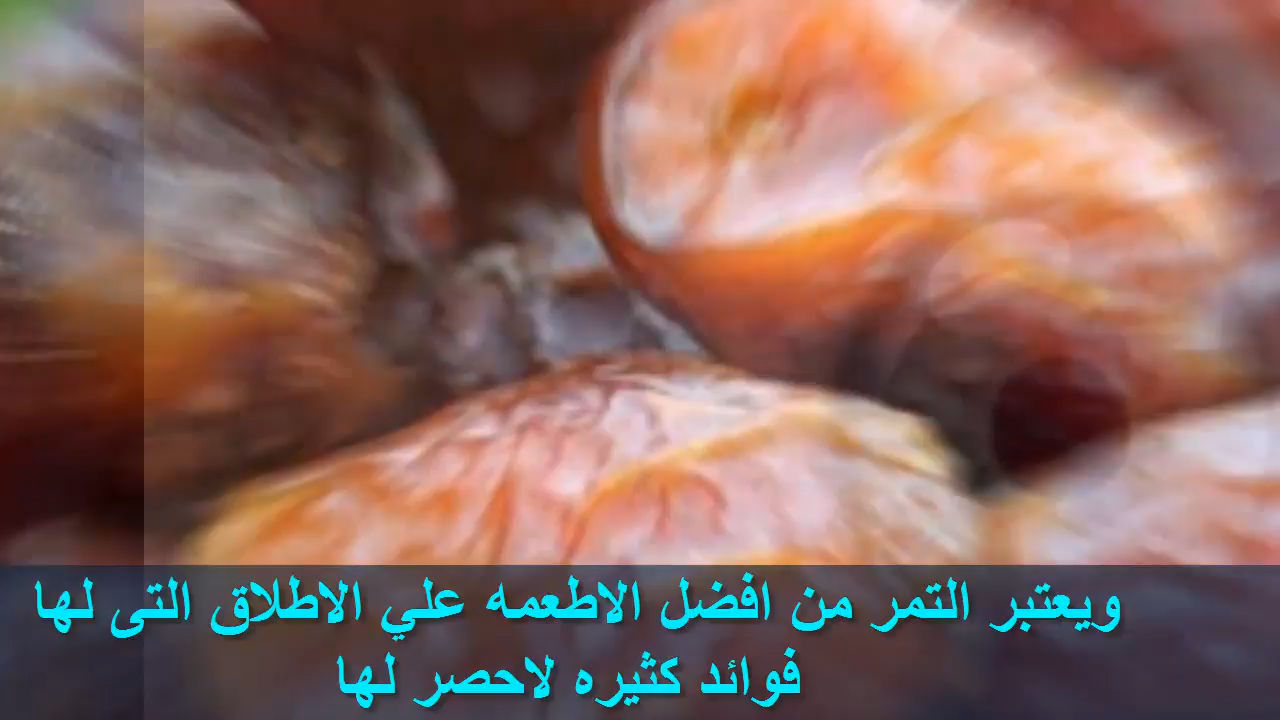 ويعتبر التمر من افضل الاطعمه علي الاطلاق التى لها
فوائد كثيره لاحصر لها